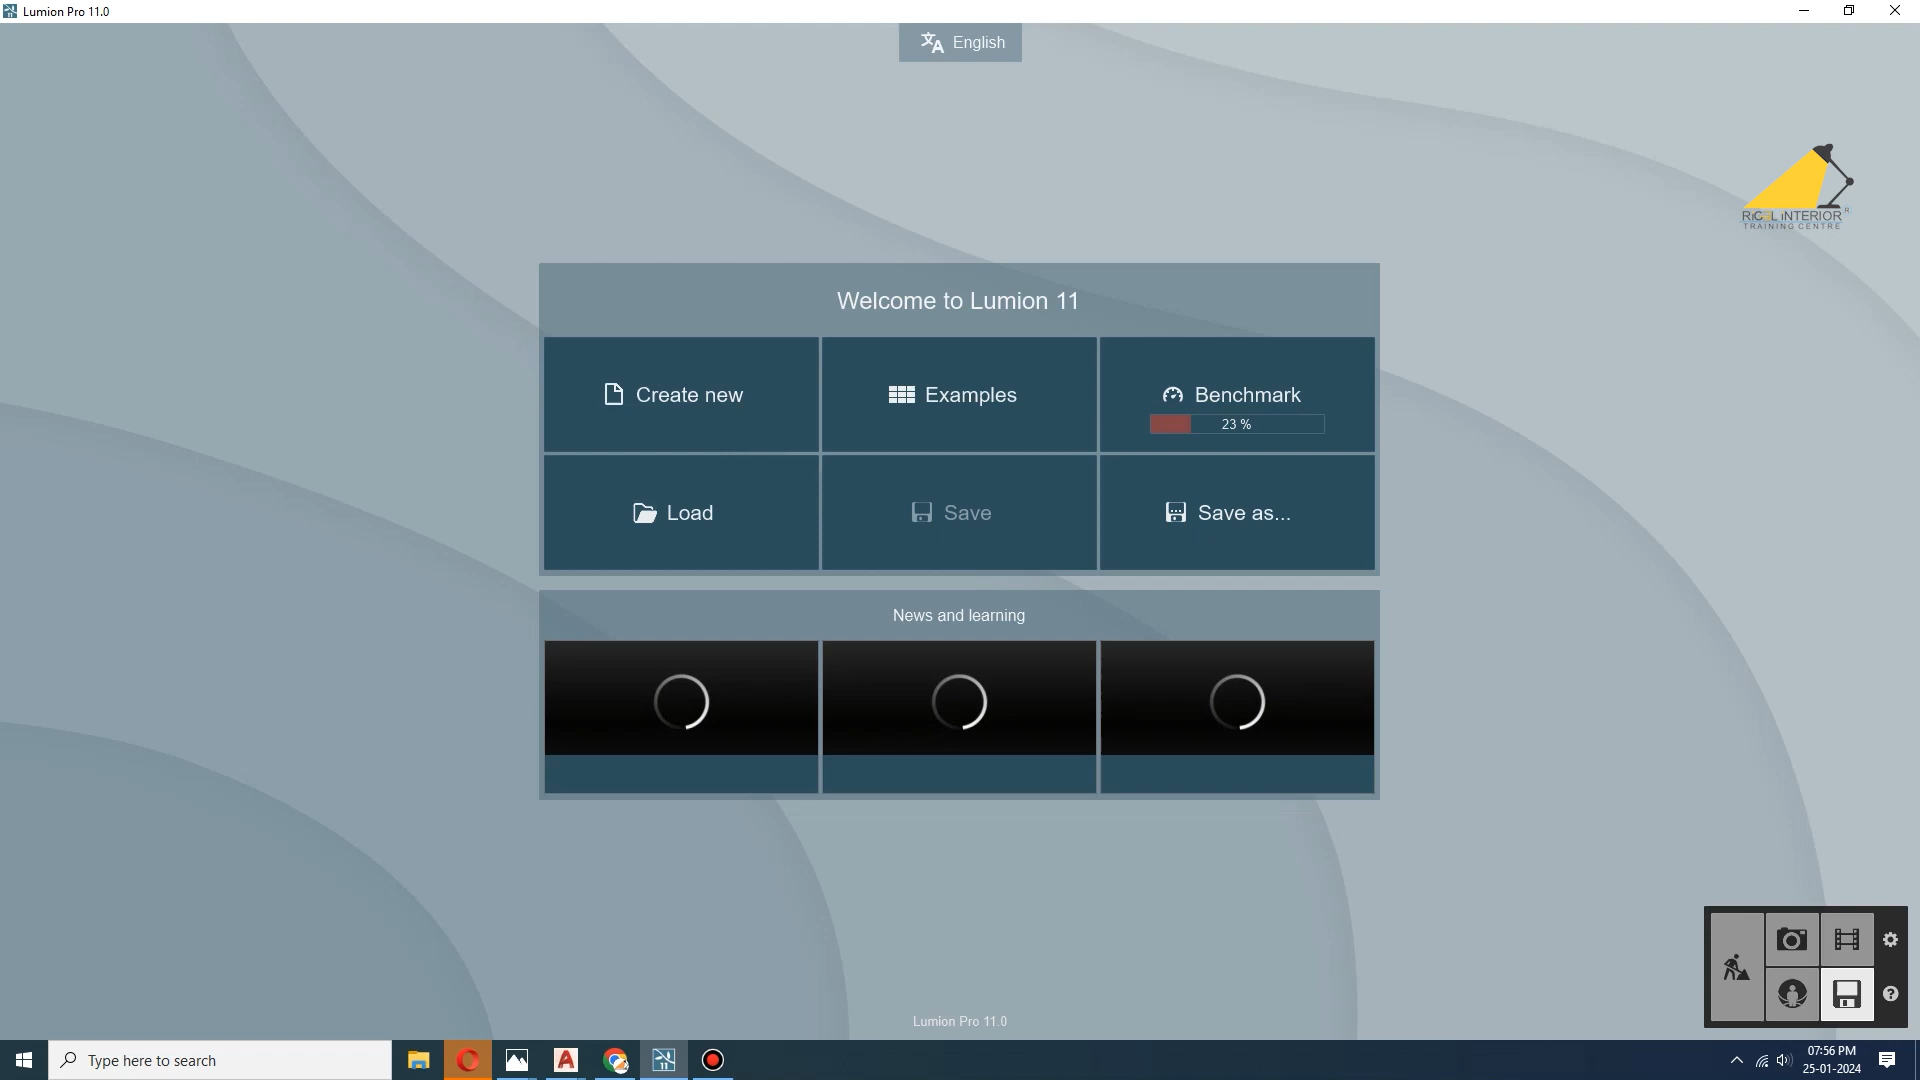 Lumion Pro 11.0
English
RiGEL iNTERIOR R
TRAINING CENTRE
Welcome to Lumion 11
Create new
Examples
Benchmark
23 %
Load
Save
Save as...
News and learning
Lumion Pro 11.0
Type here to search
07:56 PM
25-01-2024